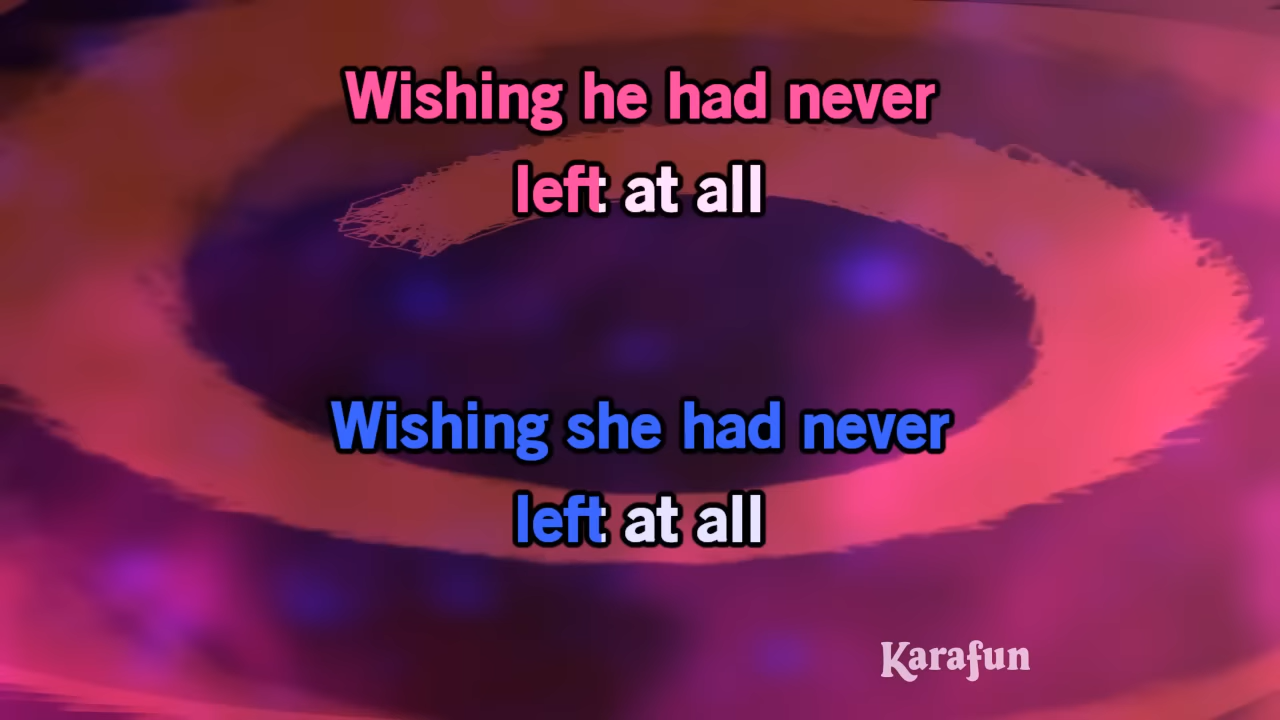 Wishing he had never
left at all
Wishing she had never
left at all
Karafun